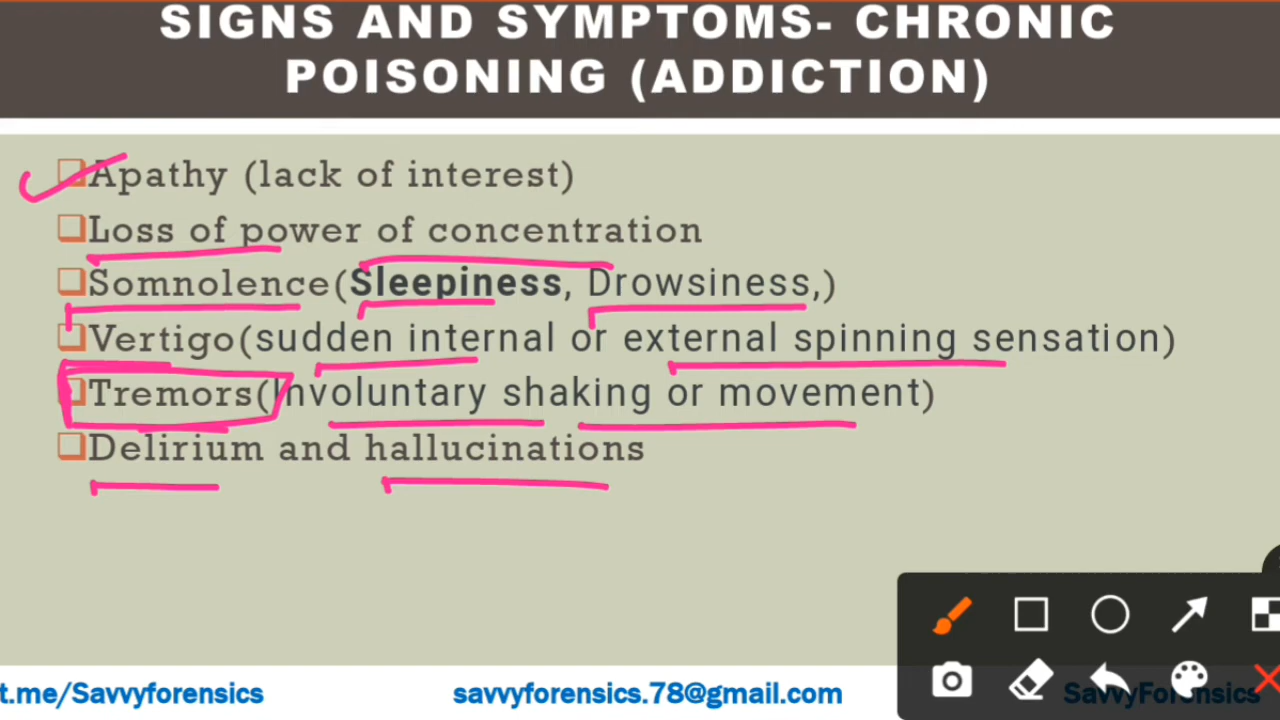 SIGNS AND SYMPTOMS- CHRONIC
POISONING (ADDICTION)
Apathy (lack of interest)
Loss of power of concentration
Somnolence(Sleepiness, Drowsiness,)
Vertigo(sudden internal or external spinning sensation)
Tremors(Involuntary shaking or movement)
Delirium and hallucinations
t.me/Savvyforensics savvyforensics.78@gmail.com SavvyForensics